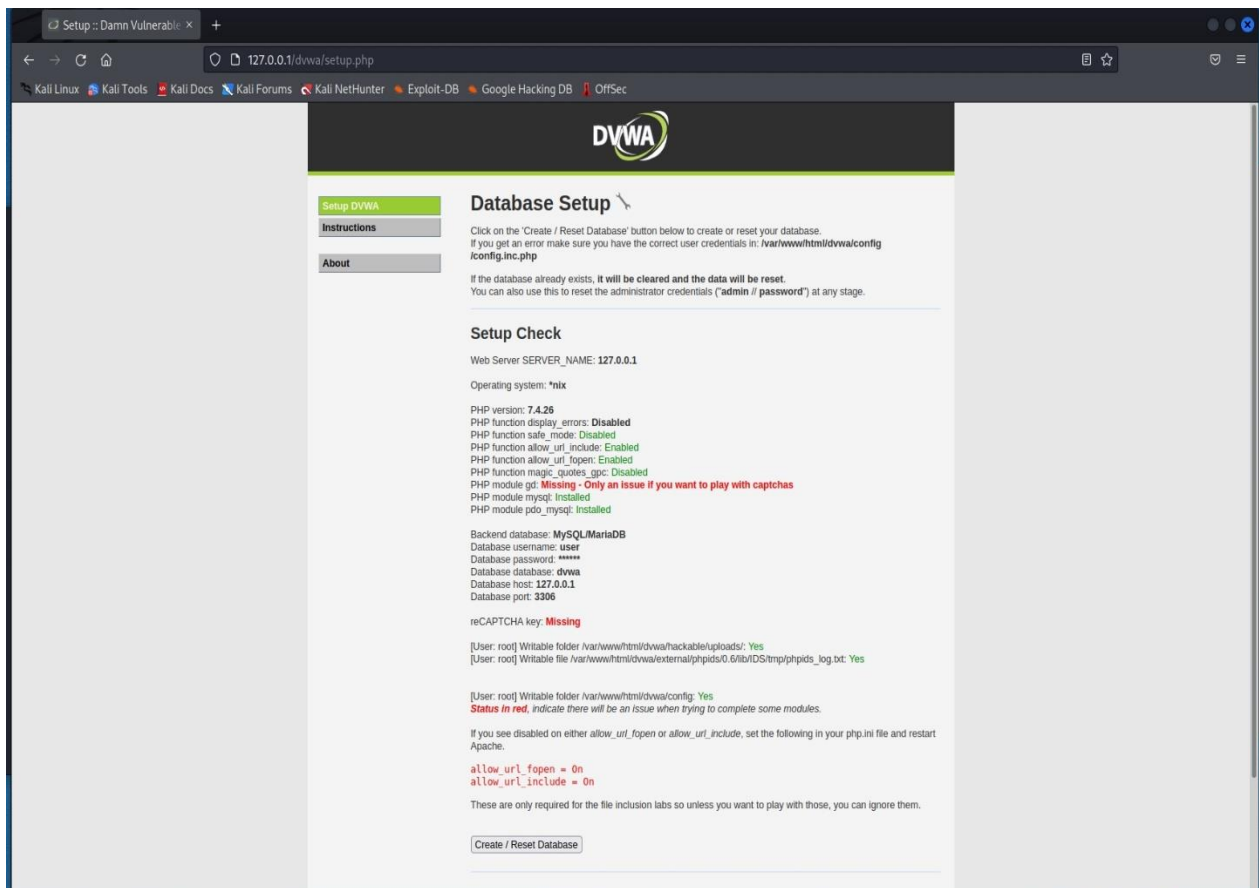 Setup :: Damn Vulnerable
127.0.0.1/dvwa/setup.php
Kali Linux Kali Tools Kali Docs Kali Forums Kali NetHunter Exploit-DB Google Hacking DB OffSec
DVWA
Setup DVWA
Instructions
About
Database Setup
Click on the 'Create / Reset Database' button below to create or reset your database.
If you get an error make sure you have the correct user credentials in: /var/www/html/dvwa/config
/config.inc.php
If the database already exists, it will be cleared and the data will be reset.
You can also use this to reset the administrator credentials ("admin // password") at any stage.
Setup Check
Web Server SERVER_NAME: 127.0.0.1
Operating system: *nix
PHP version: 7.4.26
PHP function display_errors: Disabled
PHP function safe_mode: Disabled
PHP function allow_url_include: Enabled
PHP function allow_url_fopen: Enabled
PHP function magic_quotes_gpc: Disabled
PHP module gd: Missing - Only an issue if you want to play with captchas
PHP module mysql: Installed
PHP module pdo_mysql: Installed
Backend database: MySQL/MariaDB
Database username: user
Database password: ******
Database database: dvwa
Database host: 127.0.0.1
Database port: 3306
reCAPTCHA key: Missing
[User: root] Writable folder /var/www/html/dvwa/hackable/uploads/: Yes
[User: root] Writable file /var/www/html/dvwa/external/phpids/0.6/lib/IDS/tmp/phpids_log.txt: Yes
[User: root] Writable folder /var/www/html/dvwa/config: Yes
Status in red, indicate there will be an issue when trying to complete some modules.
If you see disabled on either allow_url_fopen or allow_url_include, set the following in your php.ini file and restart
Apache.
allow_url_fopen = On
allow_url_include = On
These are only required for the file inclusion labs so unless you want to play with those, you can ignore them.
Create / Reset Database